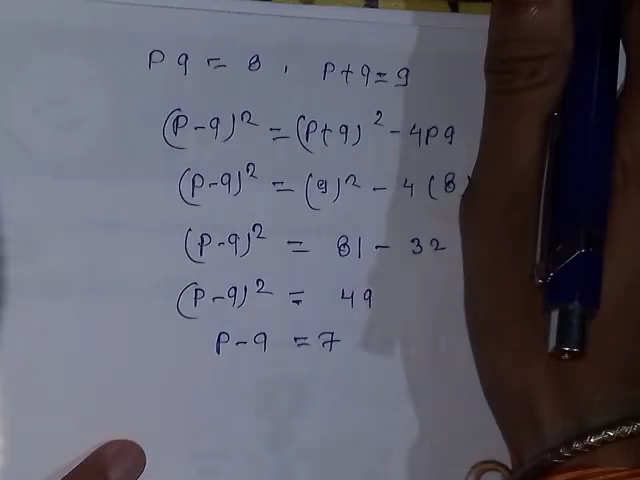 pq = 8 , p+q = 9
(p-q)² = (p+q)² - 4pq
(p-q)² = (9)² - 4(8)
(p-q)² = 81 - 32
(p-q)² = 49
p-q = 7